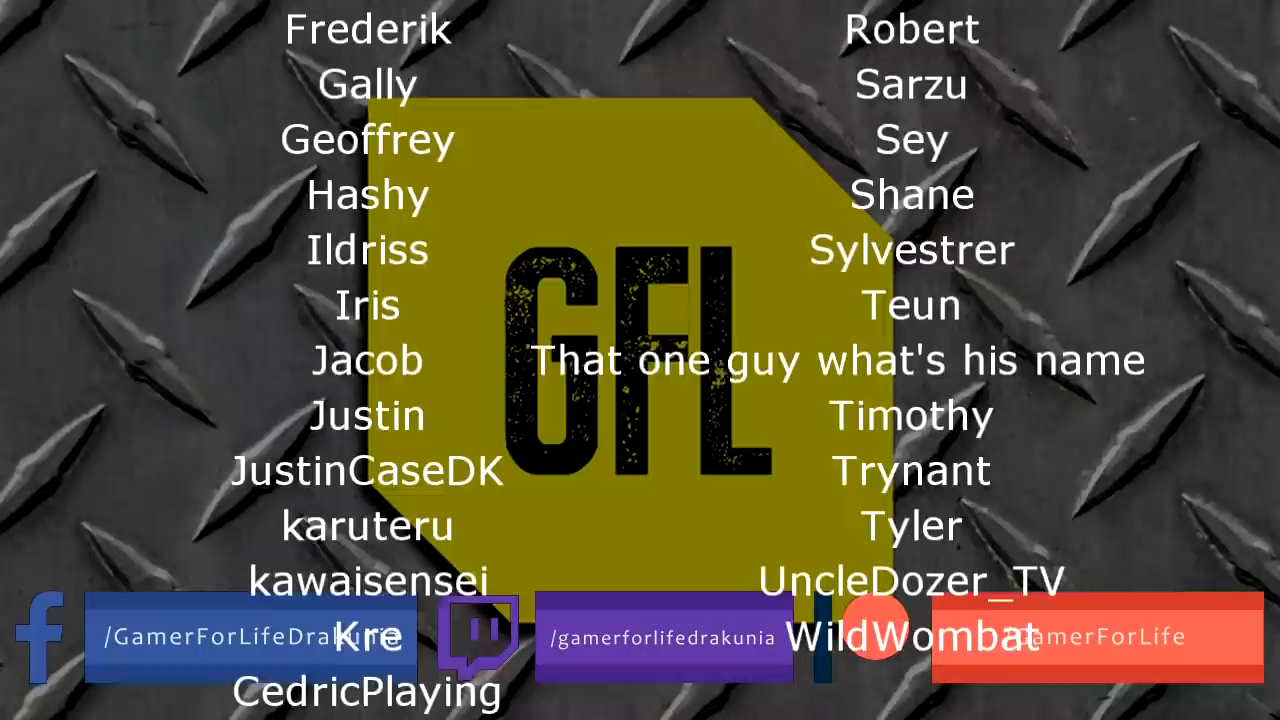 Frederik
Gally
Geoffrey
Hashy
Ildriss
Iris
Jacob
Justin
JustinCaseDK
karuteru
kawaisensei
Kre
CedricPlaying
Robert
Sarzu
Sey
Shane
Sylvestrer
Teun
That one guy what's his name
Timothy
Trynant
Tyler
UncleDozer_TV
WildWombat
GFL
/GamerForLifeDrakunia
/gamerforlifedrakunia
/GamerForLife